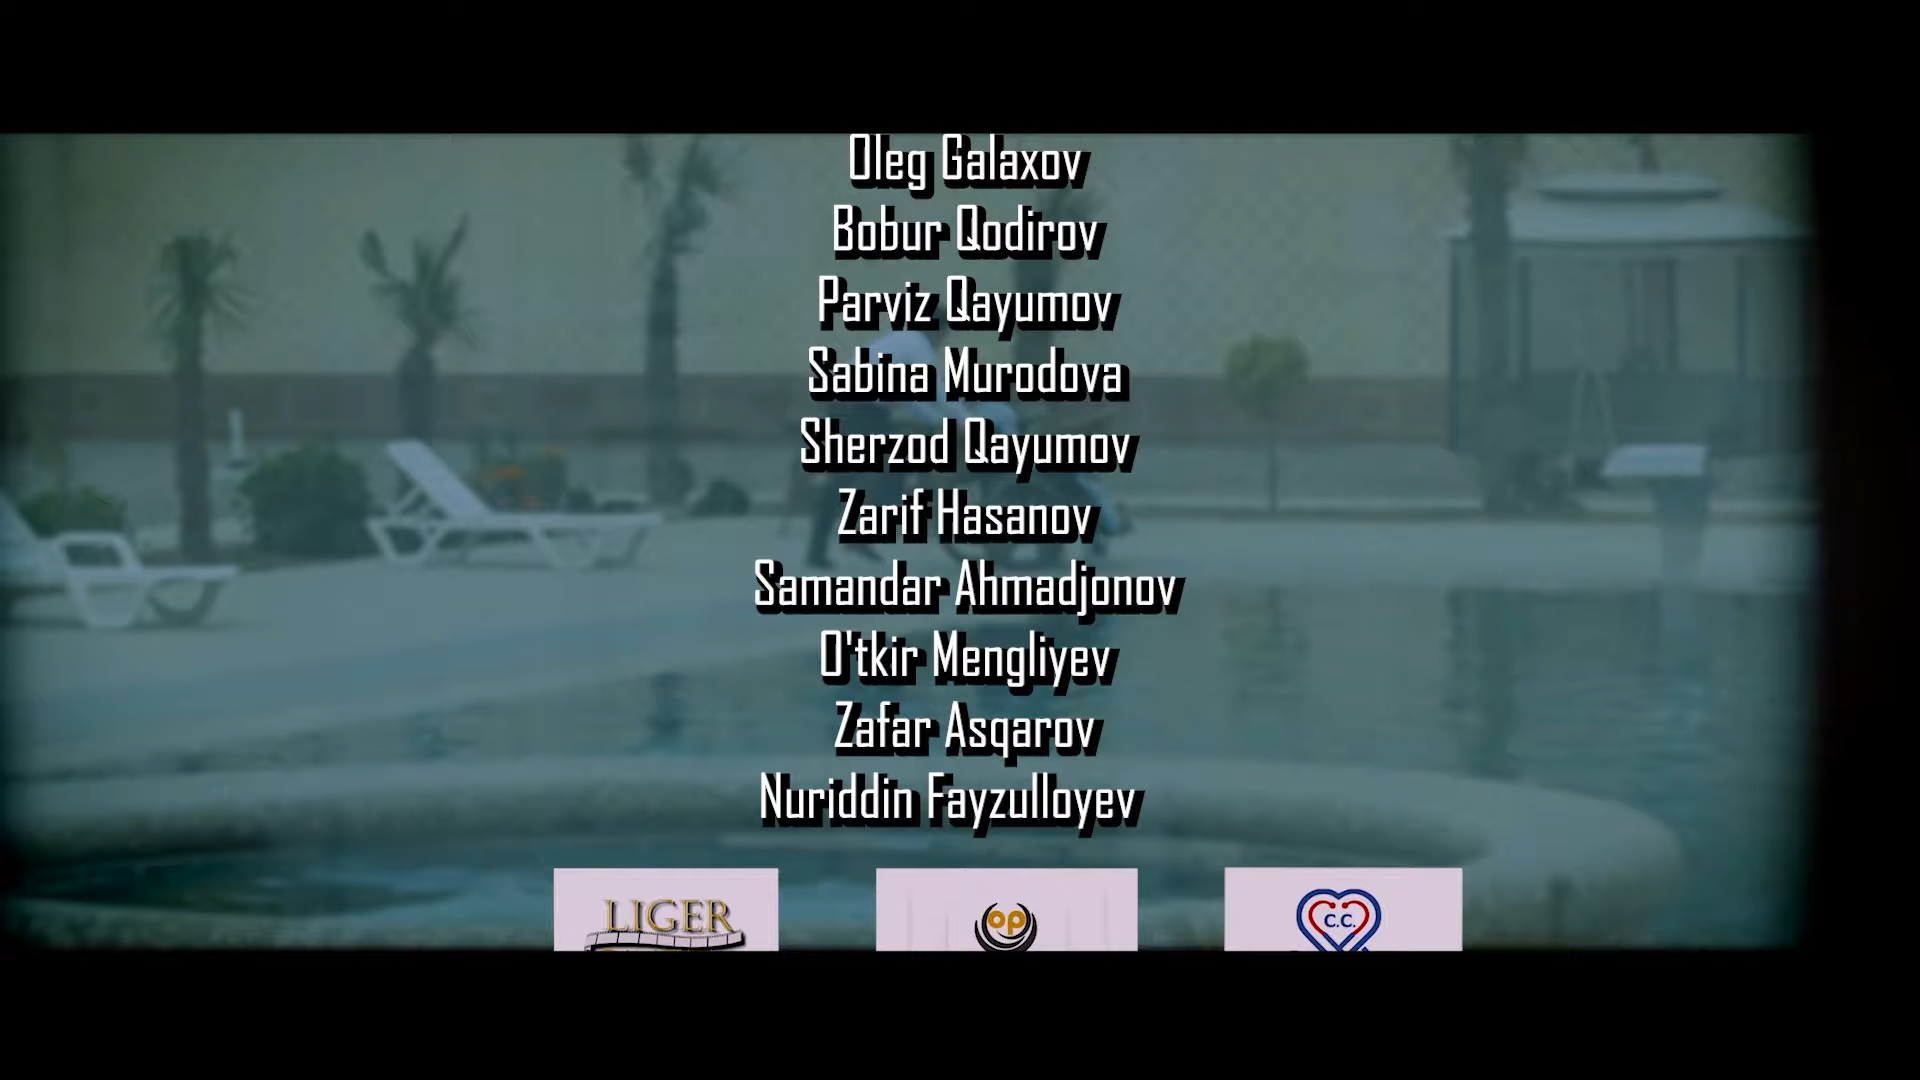 Oleg Galaxov
Bobur Qodirov
Parviz Qayumov
Sabina Murodova
Sherzod Qayumov
Zarif Hasanov
Samandar Ahmadjonov
O'tkir Mengliyev
Zafar Asqarov
Nuriddin Fayzulloyev
LIGER
op
C.C.